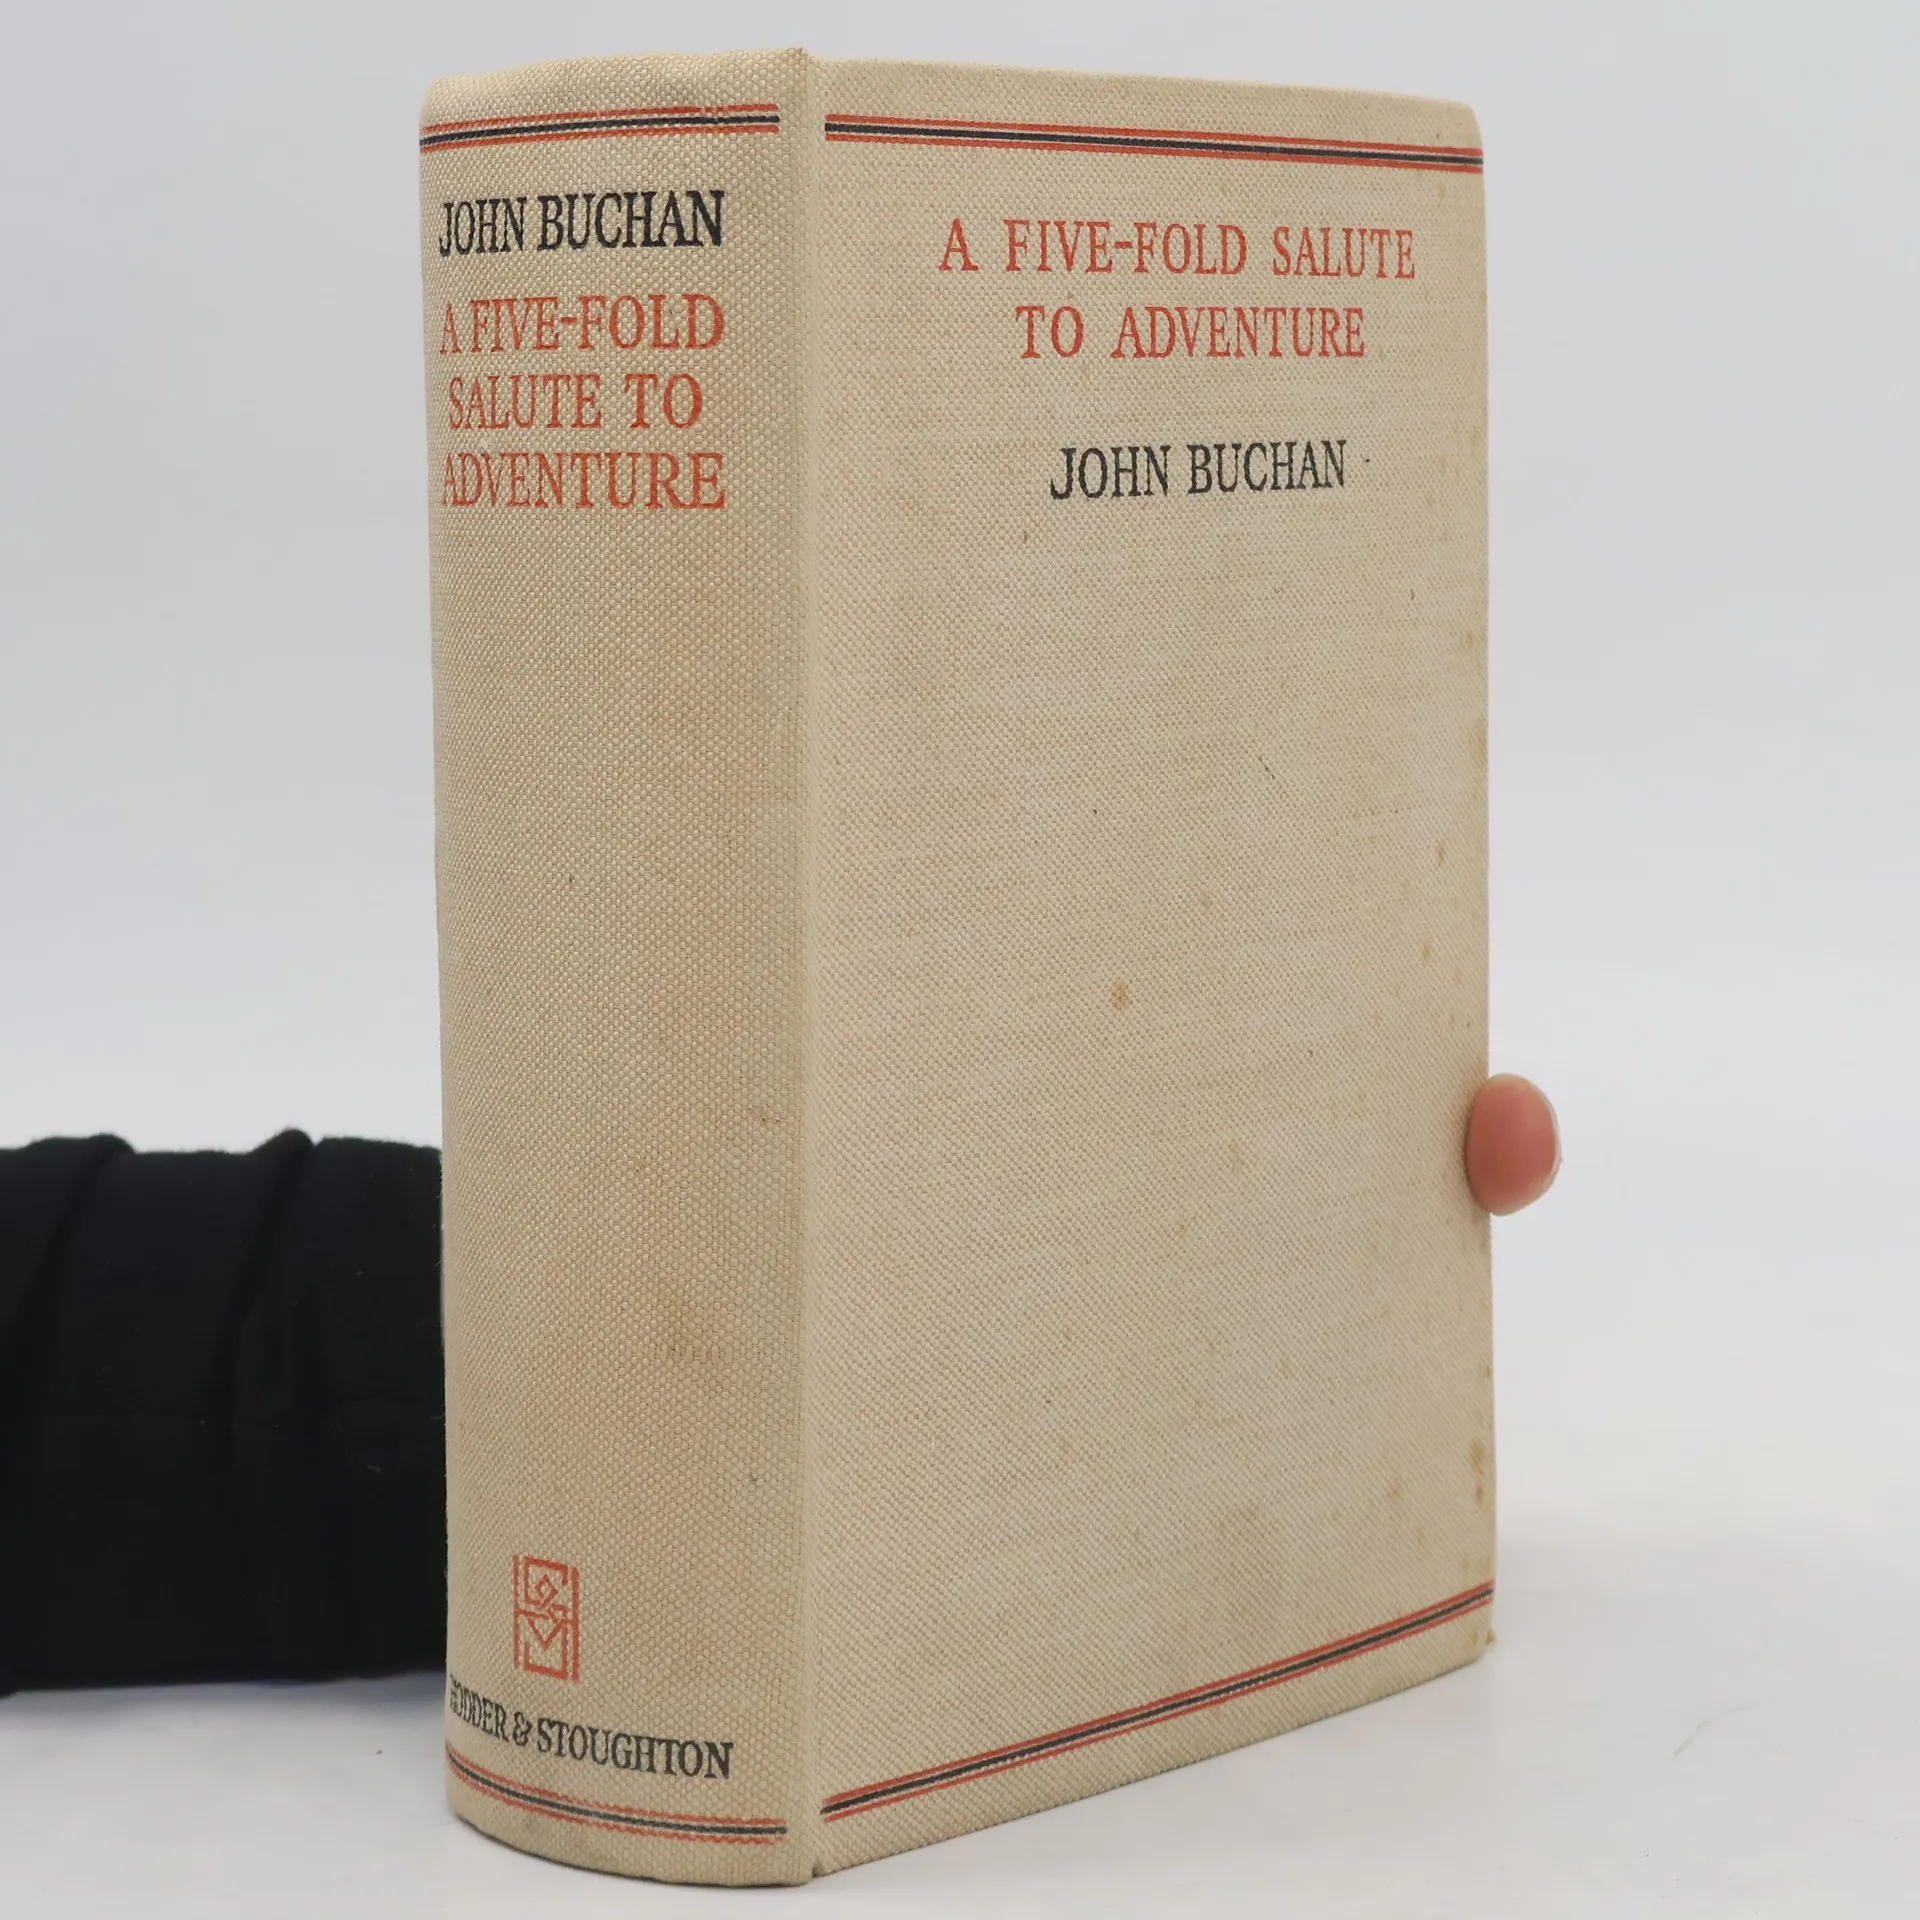 JOHN BUCHAN
A FIVE-FOLD
SALUTE TO
ADVENTURE
HODDER & STOUGHTON
A FIVE-FOLD SALUTE
TO ADVENTURE
JOHN BUCHAN